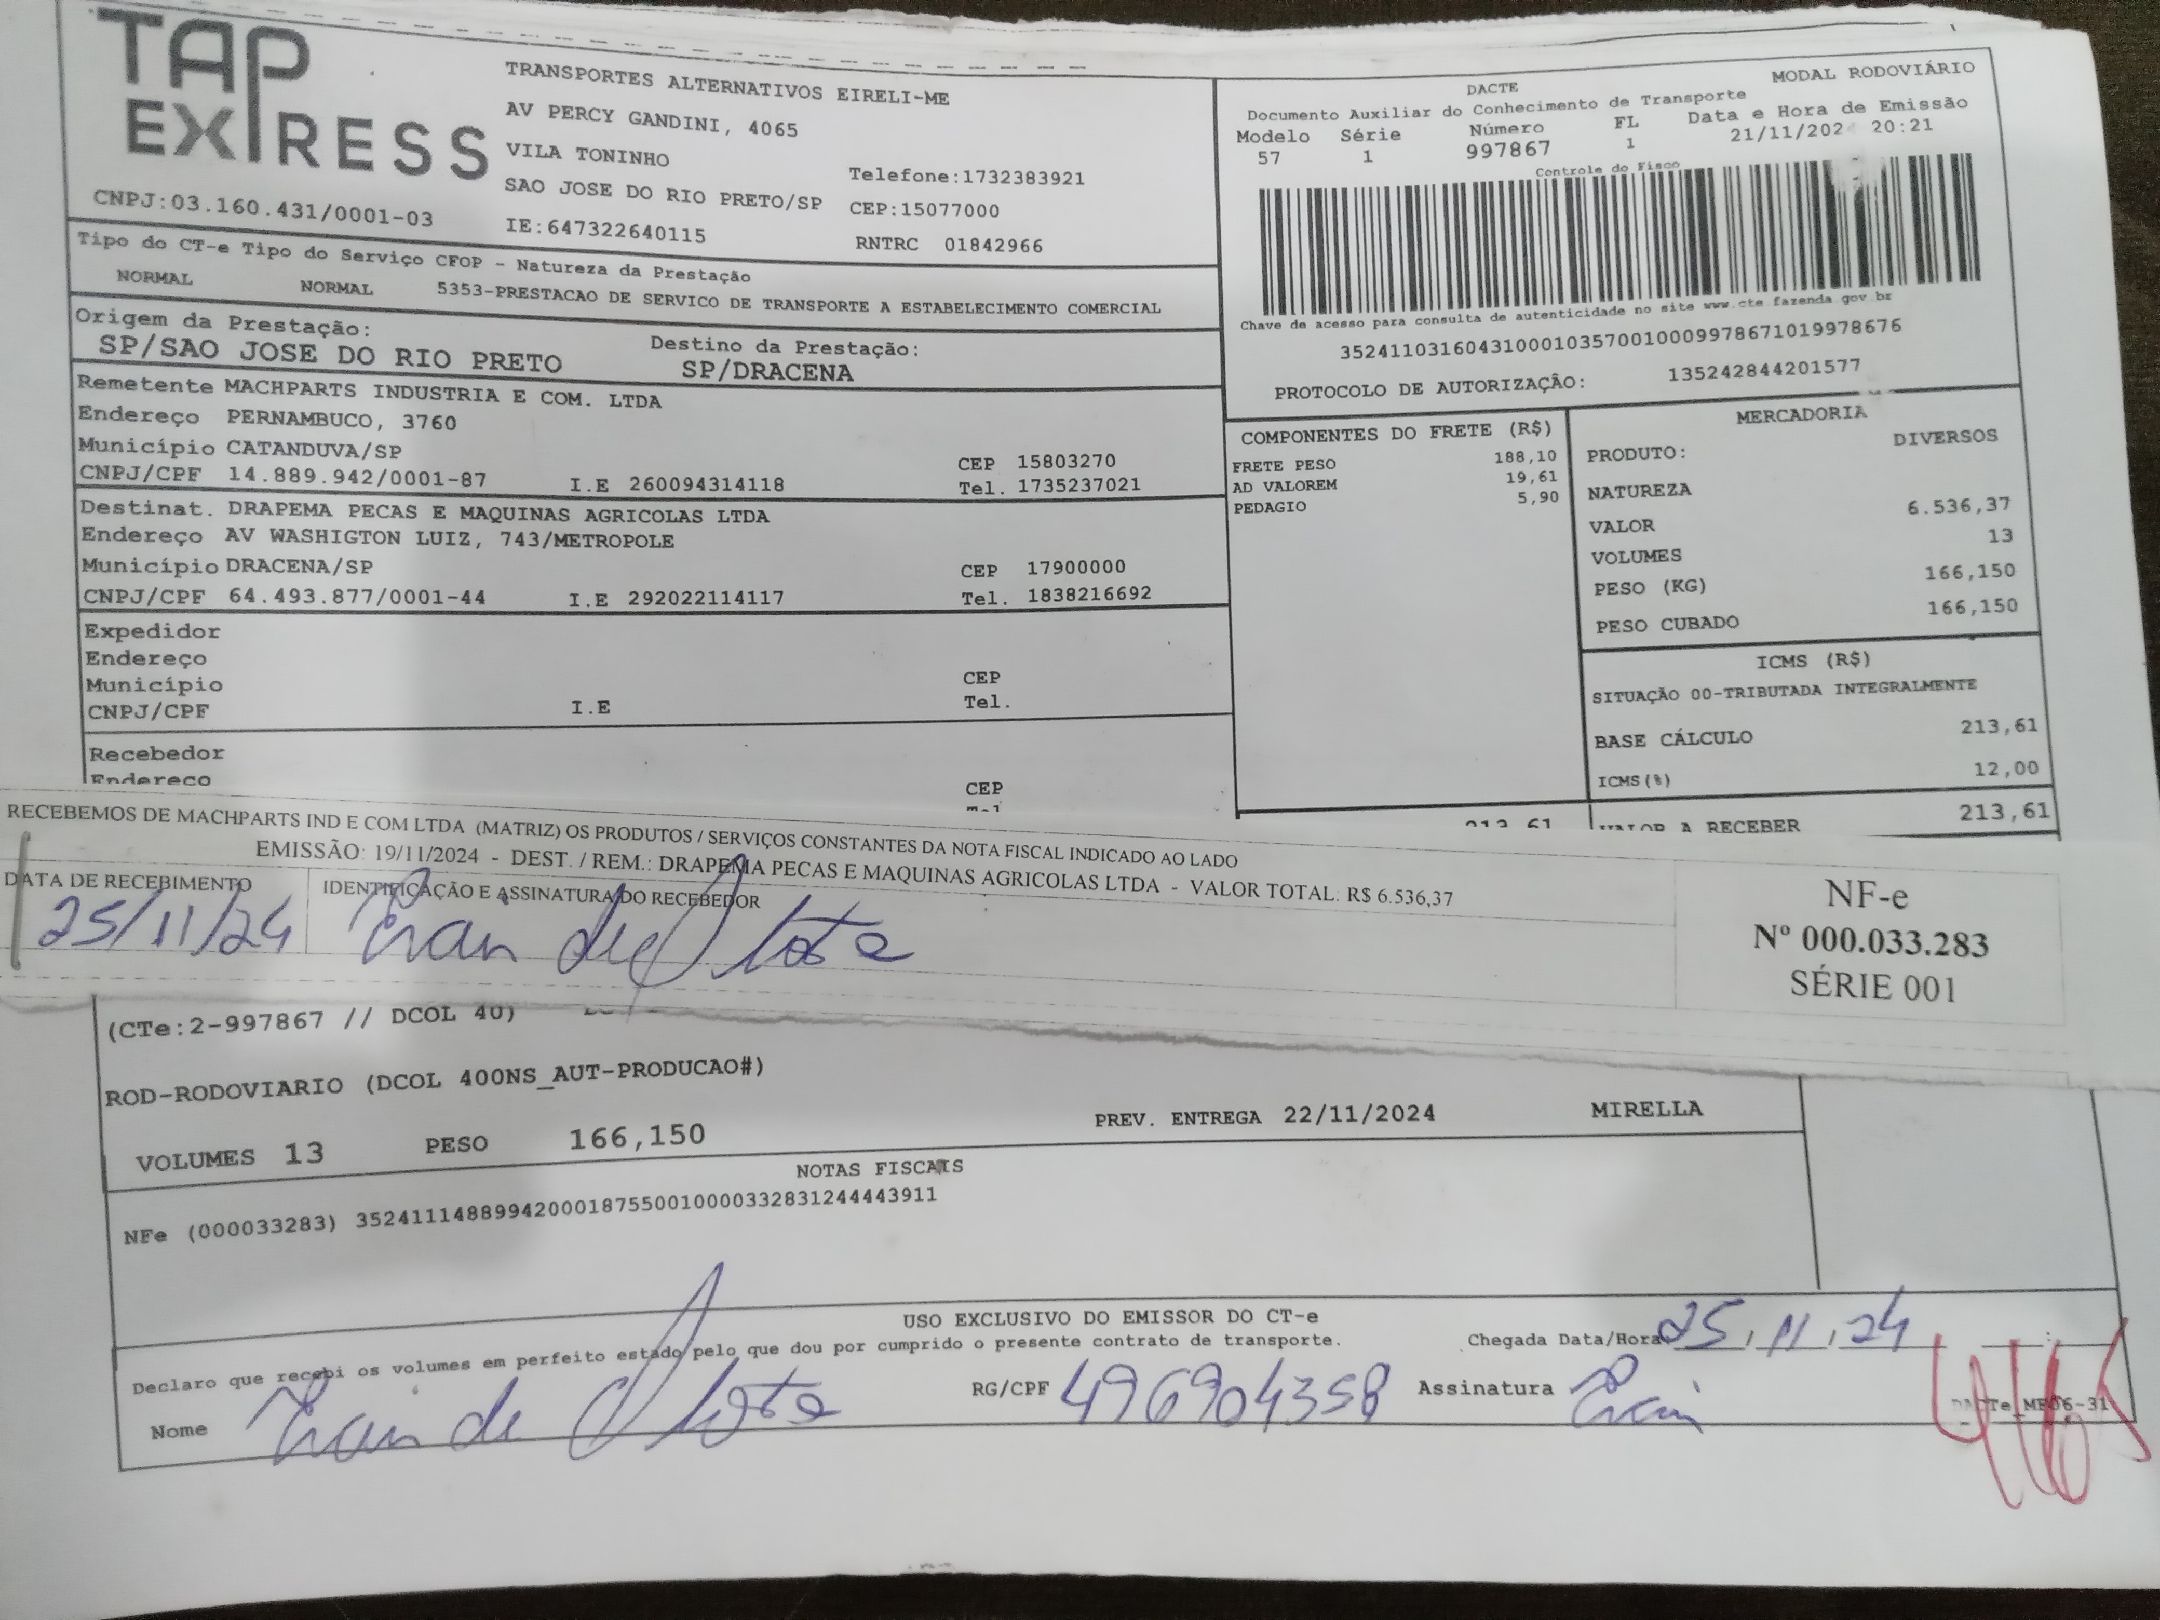 TAP EXPRESS
CNPJ:03.160.431/0001-03
TRANSPORTES ALTERNATIVOS EIRELI-ME
AV PERCY GANDINI, 4065
VILA TONINHO
SAO JOSE DO RIO PRETO/SP
IE:647322640115
Telefone:1732383921
CEP:15077000
RNTRC 01842966
DACTE MODAL RODOVIÁRIO
Documento Auxiliar do Conhecimento de Transporte
Modelo Série Número FL Data e Hora de Emissão
57 1 997867 1 21/11/202 20:21
Controle do Fisco
Chave de acesso para consulta de autenticidade no site www.cte.fazenda.gov.br
35241103160431000103570010009978671019978676
PROTOCOLO DE AUTORIZAÇÃO: 135242844201577
Tipo do CT-e Tipo do Serviço CFOP - Natureza da Prestação
NORMAL NORMAL 5353-PRESTACAO DE SERVICO DE TRANSPORTE A ESTABELECIMENTO COMERCIAL
Origem da Prestação: Destino da Prestação:
SP/SAO JOSE DO RIO PRETO SP/DRACENA
Remetente MACHPARTS INDUSTRIA E COM. LTDA
Endereço PERNAMBUCO, 3760
Município CATANDUVA/SP CEP 15803270
CNPJ/CPF 14.889.942/0001-87 I.E 260094314118 Tel. 1735237021
Destinat. DRAPEMA PECAS E MAQUINAS AGRICOLAS LTDA
Endereço AV WASHIGTON LUIZ, 743/METROPOLE
Município DRACENA/SP CEP 17900000
CNPJ/CPF 64.493.877/0001-44 I.E 292022114117 Tel. 1838216692
Expedidor
Endereço
Município CEP
CNPJ/CPF I.E Tel.
Recebedor
Endereço CEP
COMPONENTES DO FRETE (R$)
FRETE PESO 188,10
AD VALOREM 19,61
PEDAGIO 5,90
213,61
MERCADORIA
PRODUTO: DIVERSOS
NATUREZA
VALOR 6.536,37
VOLUMES 13
PESO (KG) 166,150
PESO CUBADO 166,150
ICMS (R$)
SITUAÇÃO 00-TRIBUTADA INTEGRALMENTE
BASE CÁLCULO 213,61
ICMS(%) 12,00
VALOR A RECEBER 213,61
RECEBEMOS DE MACHPARTS IND E COM LTDA (MATRIZ) OS PRODUTOS / SERVIÇOS CONSTANTES DA NOTA FISCAL INDICADO AO LADO
EMISSÃO: 19/11/2024 - DEST. / REM.: DRAPEMA PECAS E MAQUINAS AGRICOLAS LTDA - VALOR TOTAL: R$ 6.536,37
DATA DE RECEBIMENTO IDENTIFICAÇÃO E ASSINATURA DO RECEBEDOR
25/11/24
NF-e
Nº 000.033.283
SÉRIE 001
(CTe:2-997867 // DCOL 40)
ROD-RODOVIARIO (DCOL 400NS_AUT-PRODUCAO#)
VOLUMES 13 PESO 166,150 PREV. ENTREGA 22/11/2024 MIRELLA
NOTAS FISCAIS
NFe (000033283) 35241114889942000187550010000332831244443911
USO EXCLUSIVO DO EMISSOR DO CT-e
Declaro que recebi os volumes em perfeito estado pelo que dou por cumprido o presente contrato de transporte.
Chegada Data/Hora 25/11/24
Nome RG/CPF 496904358 Assinatura